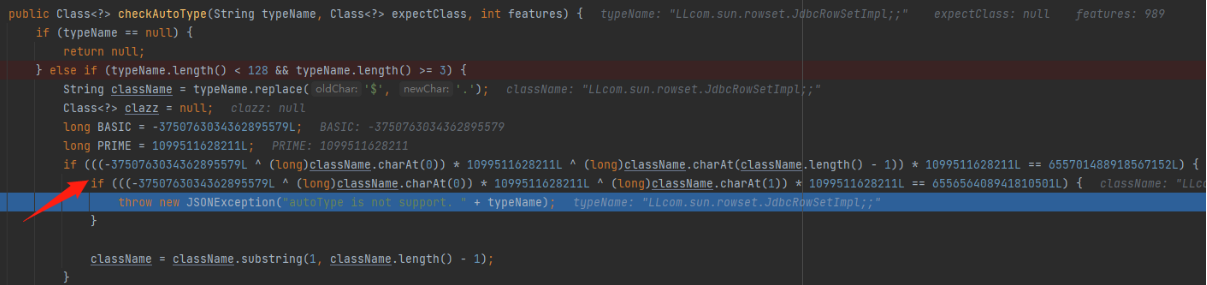 public Class<?> checkAutoType(String typeName, Class<?> expectClass, int features) { typeName: "LLcom.sun.rowset.JdbcRowSetImpl;;" expectClass: null features: 989
if (typeName == null) {
return null;
} else if (typeName.length() < 128 && typeName.length() >= 3) {
String className = typeName.replace( oldChar: '$', newChar: '.'); className: "LLcom.sun.rowset.JdbcRowSetImpl;;"
Class<?> clazz = null; clazz: null
long BASIC = -3750763034362895579L; BASIC: -3750763034362895579
long PRIME = 1099511628211L; PRIME: 1099511628211
if (((-3750763034362895579L ^ (long)className.charAt(0)) * 1099511628211L ^ (long)className.charAt(className.length() - 1)) * 1099511628211L == 655701488918567152L) {
if (((-3750763034362895579L ^ (long)className.charAt(0)) * 1099511628211L ^ (long)className.charAt(1)) * 1099511628211L == 655656408941810501L) { className: "LLc
throw new JSONException("autoType is not support. " + typeName); typeName: "LLcom.sun.rowset.JdbcRowSetImpl;;"
}
className = className.substring(1, className.length() - 1);
}